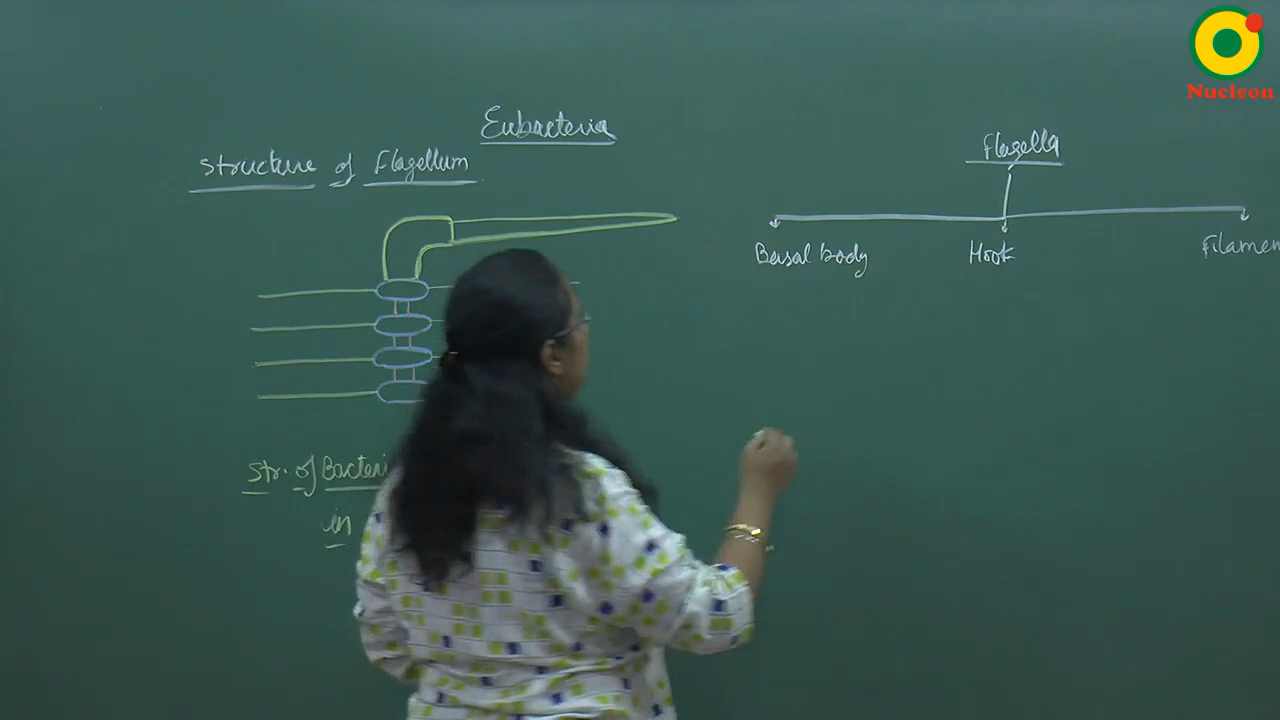 Nucleon
Eubacteria
Structure of Flagellum
Flagella
Basal body
Hook
Filamen
Str. of Bacteri
in